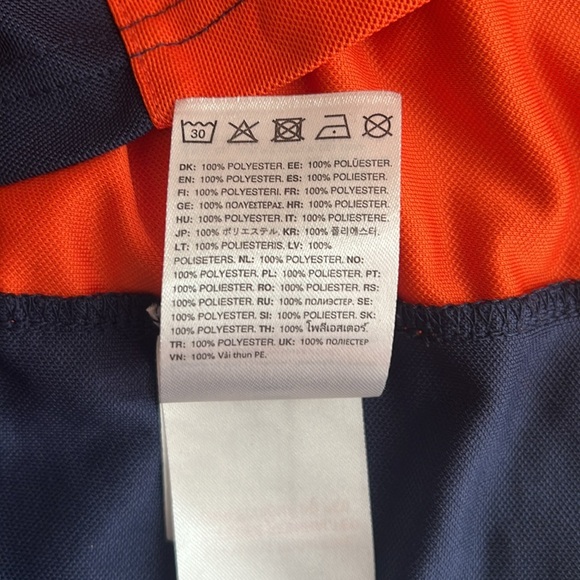 30
DK: 100% POLYESTER. EE: 100% POLÜESTER.
EN: 100% POLYESTER. ES: 100% POLIÉSTER.
FI: 100% POLYESTERI. FR: 100% POLYESTER.
GE: 100% ΠΟΛΥΕΣΤΕΡΑΣ. HR: 100% POLIESTER.
HU: 100% POLIÉSZTER. IT: 100% POLIESTERE.
JP: 100% ポリエステル. KR: 100% 폴리에스터.
LT: 100% POLIESTERIS. LV: 100%
POLISETERS. NL: 100% POLYESTER. NO:
100% POLYESTER. PL: 100% POLIESTER. PT:
100% POLIÉSTER. RO: 100% POLIESTER. RS:
100% POLIESTER. RU: 100% ПОЛИЭСТЕР. SE:
100% POLYESTER. SI: 100% POLIESTER. SK:
100% POLYESTER. TH: 100% โพลีเอสเตอร์.
TR: 100% POLYESTER. UK: 100% ПОЛІЕСТЕР
VN: 100% Vải thun PE.